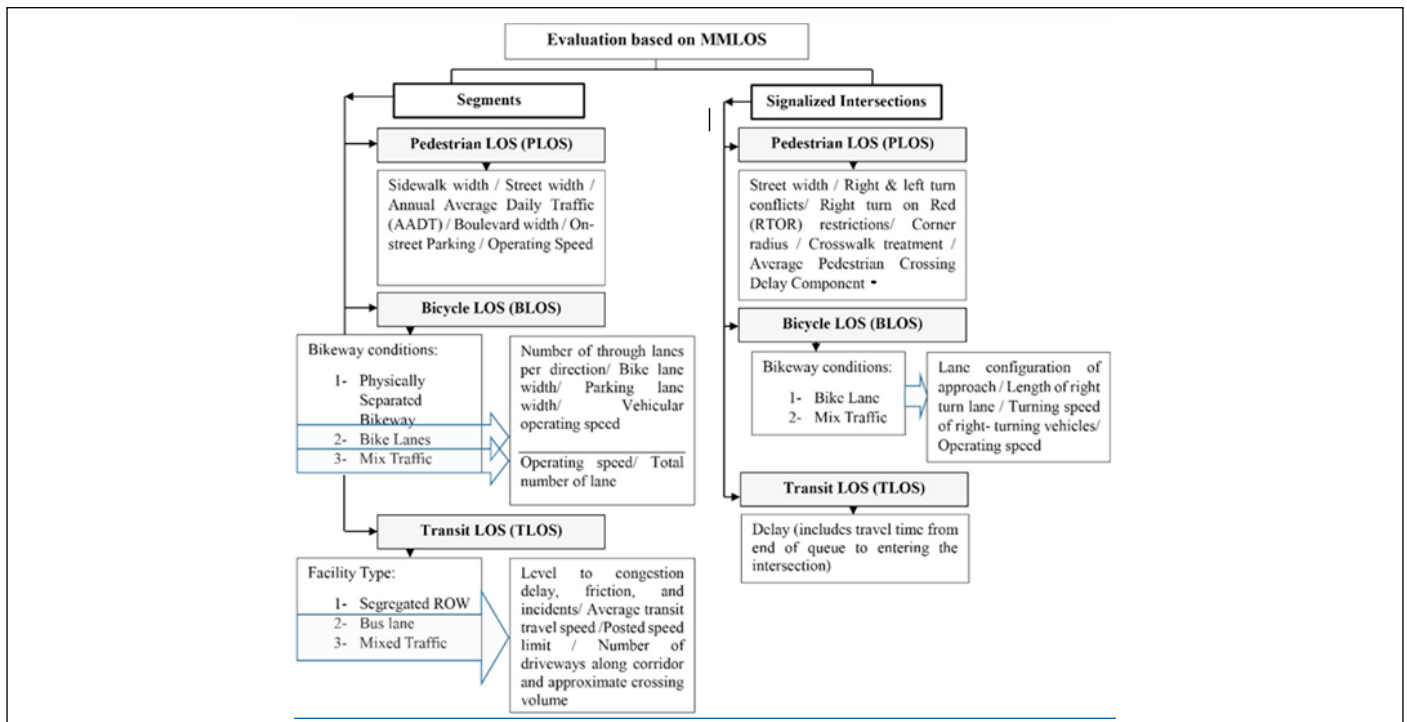 Evaluation based on MMLOS
Segments
Pedestrian LOS (PLOS)
Sidewalk width / Street width /
Annual Average Daily Traffic
(AADT) / Boulevard width / On-
street Parking / Operating Speed
Bicycle LOS (BLOS)
Bikeway conditions:
1- Physically
Separated
Bikeway
2- Bike Lanes
3- Mix Traffic
Number of through lanes
per direction/ Bike lane
width/ Parking lane
width/ Vehicular
operating speed
Operating speed/ Total
number of lane
Transit LOS (TLOS)
Facility Type:
1- Segregated ROW
2- Bus lane
3- Mixed Traffic
Level to congestion
delay, friction, and
incidents/ Average transit
travel speed /Posted speed
limit / Number of
driveways along corridor
and approximate crossing
volume
Signalized Intersections
Pedestrian LOS (PLOS)
Street width / Right & left turn
conflicts/ Right turn on Red
(RTOR) restrictions/ Corner
radius / Crosswalk treatment /
Average Pedestrian Crossing
Delay Component
Bicycle LOS (BLOS)
Bikeway conditions:
1- Bike Lane
2- Mix Traffic
Lane configuration of
approach / Length of right
turn lane / Turning speed
of right- turning vehicles/
Operating speed
Transit LOS (TLOS)
Delay (includes travel time from
end of queue to entering the
intersection)